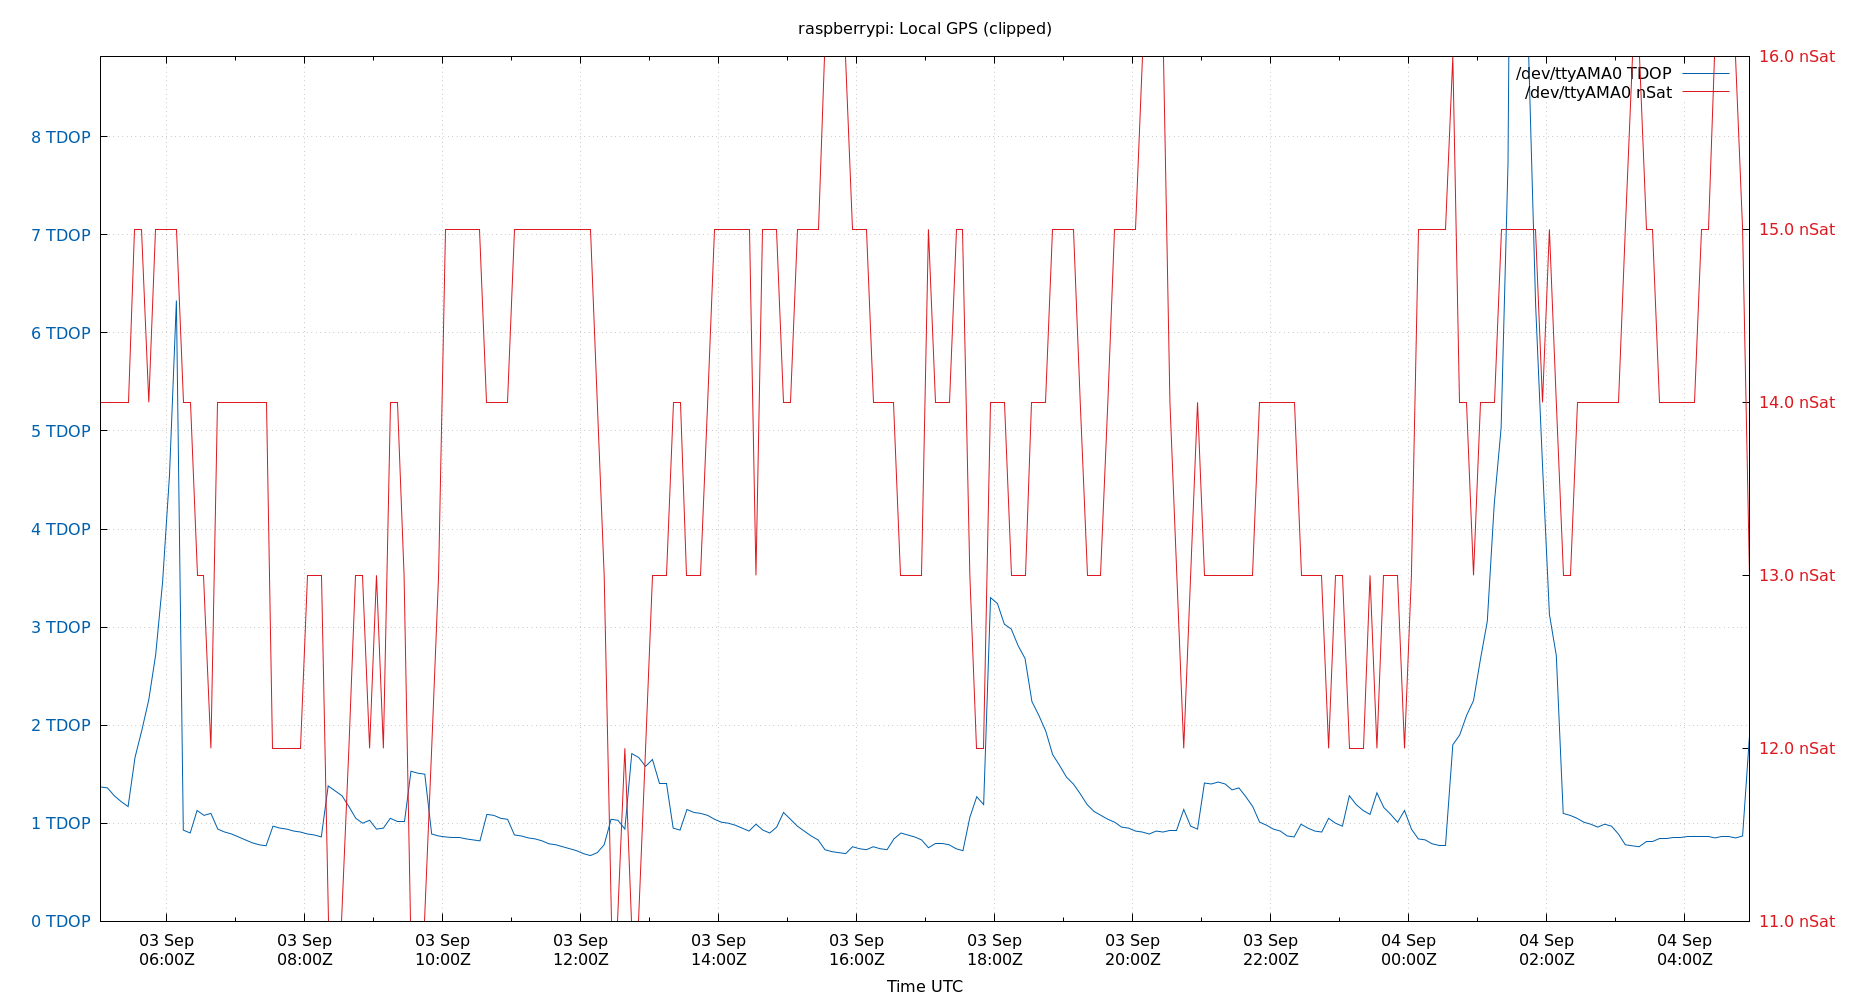 raspberrypi: Local GPS (clipped)
16.0 nSat
/dev/ttyAMA0 TDOP
/dev/ttyAMA0 nSat
8 TDOP
7 TDOP
15.0 nSat
6 TDOP
14.0 nSat
5 TDOP
4 TDOP
13.0 nSat
3 TDOP
12.0 nSat
2 TDOP
1 TDOP
0 TDOP
11.0 nSat
03 Sep 03 Sep 03 Sep 03 Sep 03 Sep 03 Sep 03 Sep 03 Sep 03 Sep 04 Sep 04 Sep 04 Sep
06:00Z 08:00Z 10:00Z 12:00Z 14:00Z 16:00Z 18:00Z 20:00Z 22:00Z 00:00Z 02:00Z 04:00Z
Time UTC